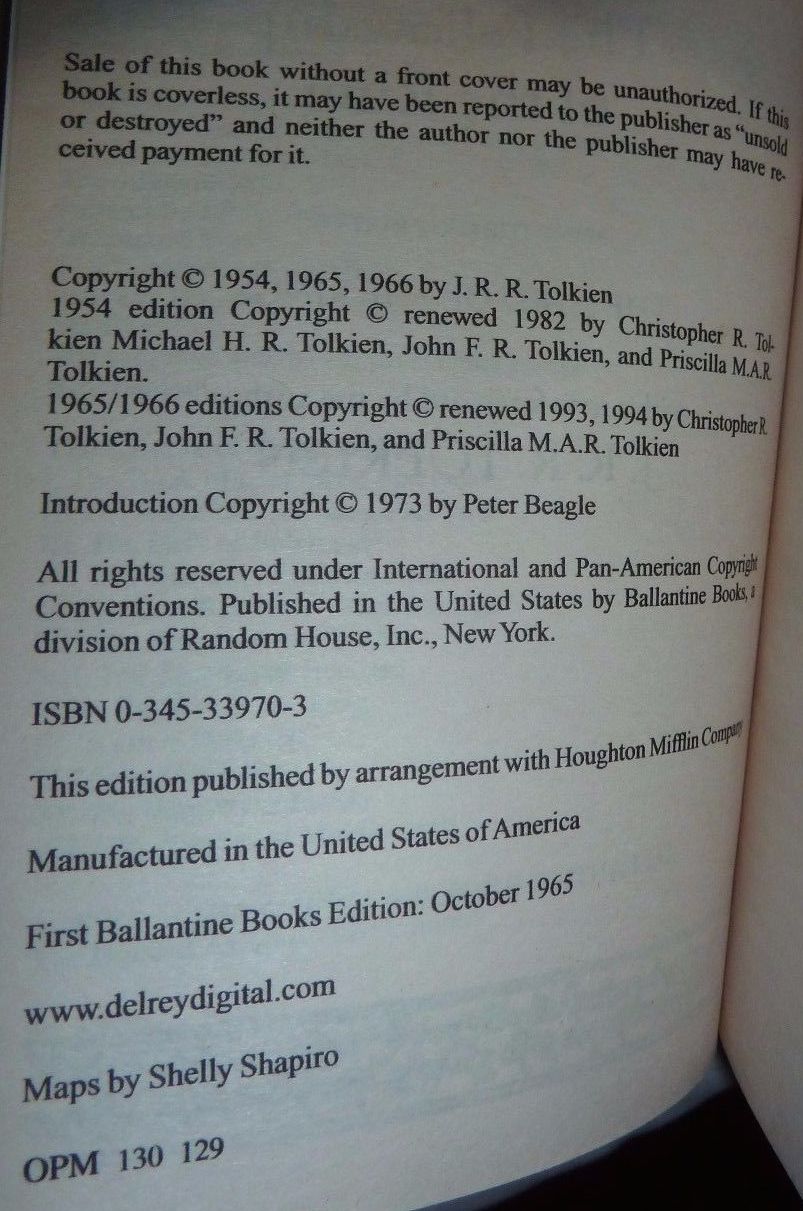 Sale of this book without a front cover may be unauthorized. If this
book is coverless, it may have been reported to the publisher as “unsold
or destroyed” and neither the author nor the publisher may have re-
ceived payment for it.
Copyright © 1954, 1965, 1966 by J. R. R. Tolkien
1954 edition Copyright © renewed 1982 by Christopher R. Tol-
kien Michael H. R. Tolkien, John F. R. Tolkien, and Priscilla M.A.R.
Tolkien.
1965/1966 editions Copyright © renewed 1993, 1994 by Christopher R.
Tolkien, John F. R. Tolkien, and Priscilla M.A.R. Tolkien
Introduction Copyright © 1973 by Peter Beagle
All rights reserved under International and Pan-American Copyright
Conventions. Published in the United States by Ballantine Books, a
division of Random House, Inc., New York.
ISBN 0-345-33970-3
This edition published by arrangement with Houghton Mifflin Company
Manufactured in the United States of America
First Ballantine Books Edition: October 1965
www.delreydigital.com
Maps by Shelly Shapiro
OPM 130 129